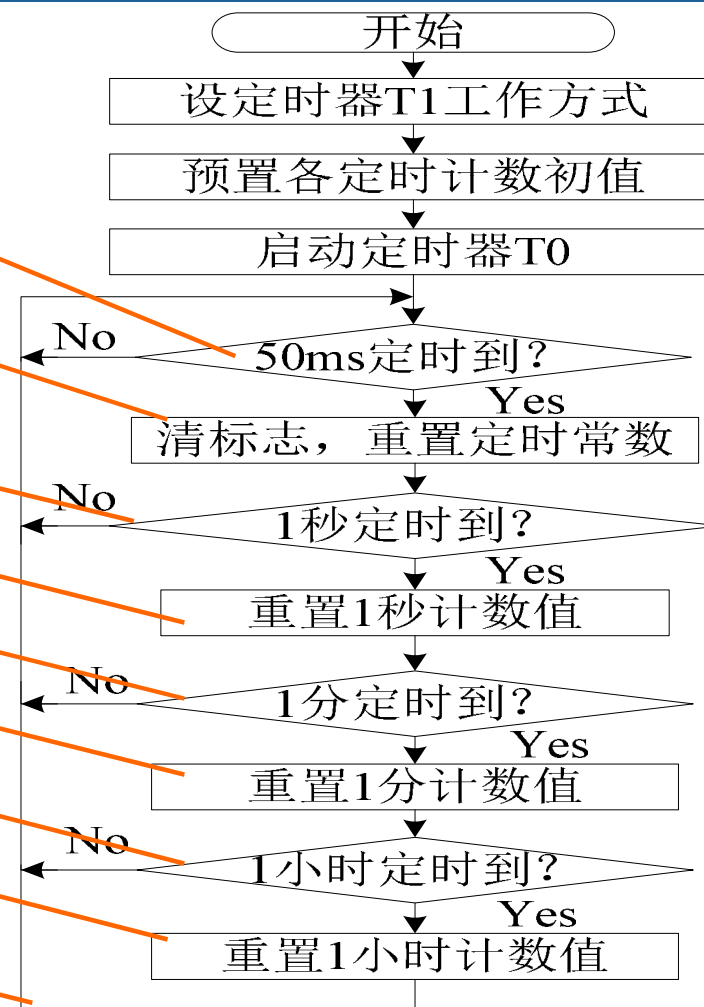 开始
设定时器T1工作方式
预置各定时计数初值
启动定时器T0
No
50ms定时到?
Yes
清标志，重置定时常数
No
1秒定时到?
Yes
重置1秒计数值
No
1分定时到?
Yes
重置1分计数值
No
1小时定时到?
Yes
重置1小时计数值